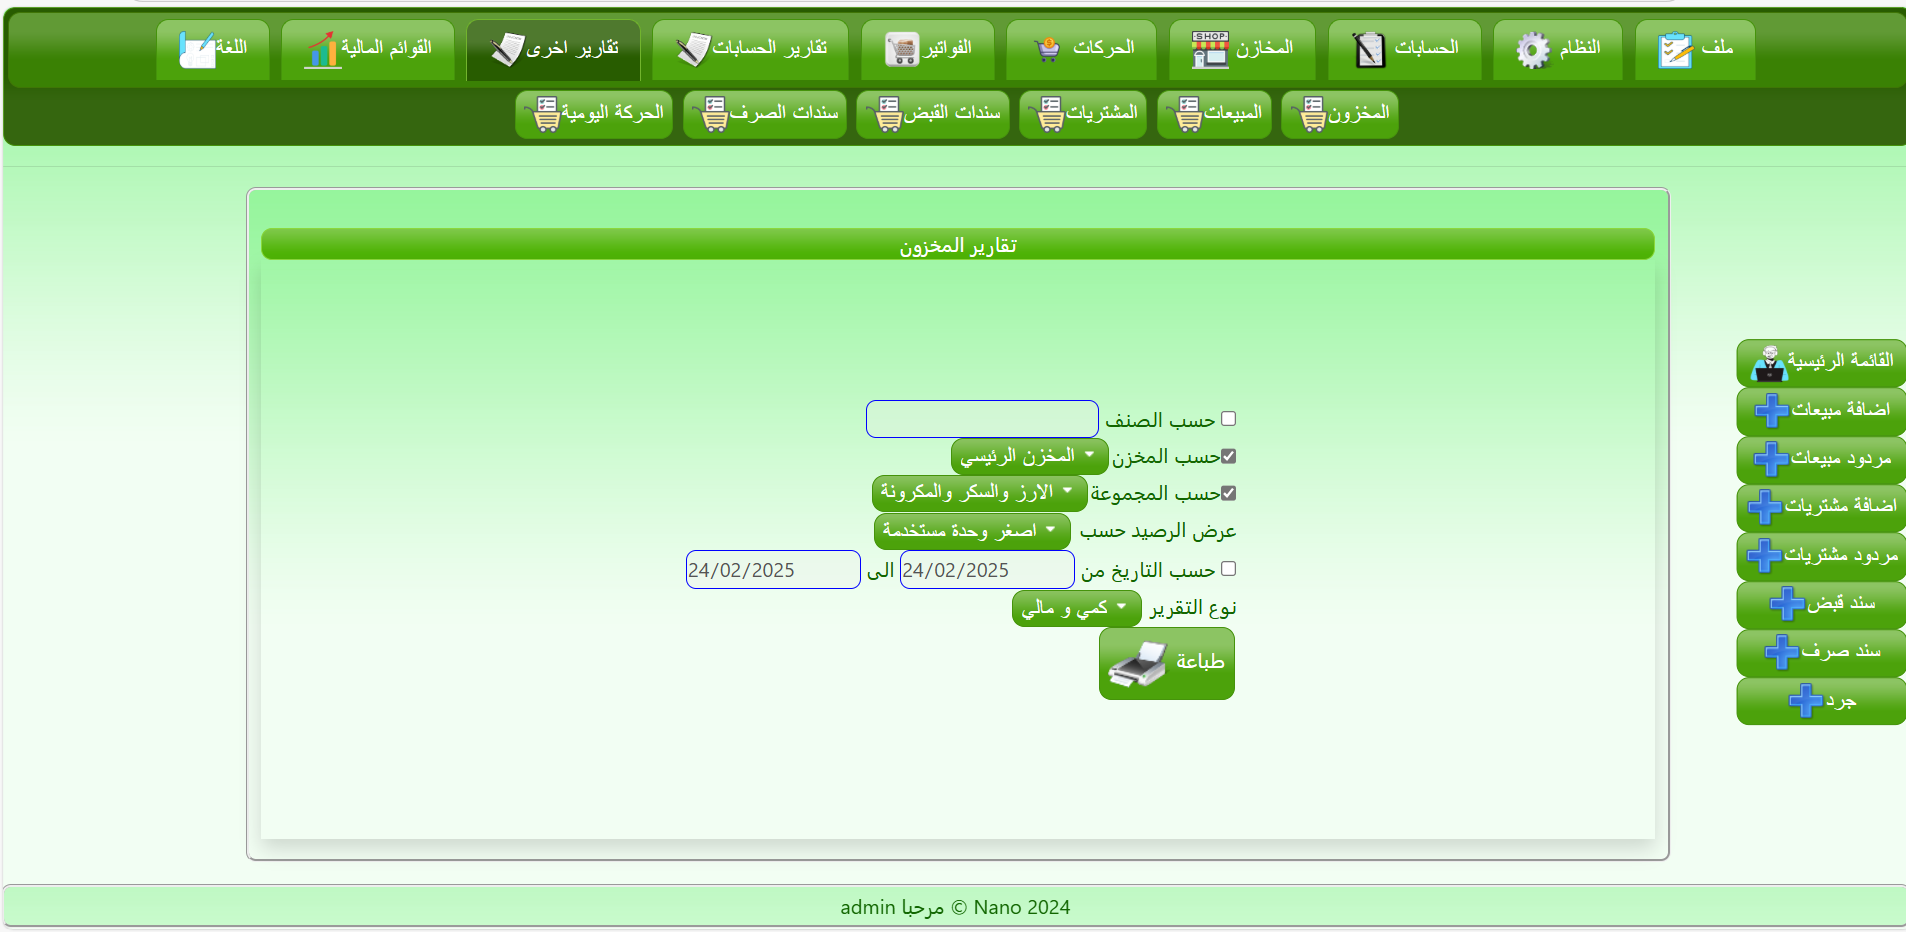 ملف
النظام
الحسابات
المخازن
الحركات
الفواتير
تقارير الحسابات
تقارير اخرى
القوائم المالية
اللغة
SHOP
المخزون
المبيعات
المشتريات
سندات القبض
سندات الصرف
الحركة اليومية
تقارير المخزون
حسب الصنف
حسب المخزن المخزن الرئيسي
حسب المجموعة الارز والسكر والمكرونة
عرض الرصيد حسب اصغر وحدة مستخدمة
حسب التاريخ من 24/02/2025 الى 24/02/2025
نوع التقرير كمي و مالي
طباعة
القائمة الرئيسية
اضافة مبيعات
مردود مبيعات
اضافة مشتريات
مردود مشتريات
سند قبض
سند صرف
جرد
admin مرحبا © Nano 2024